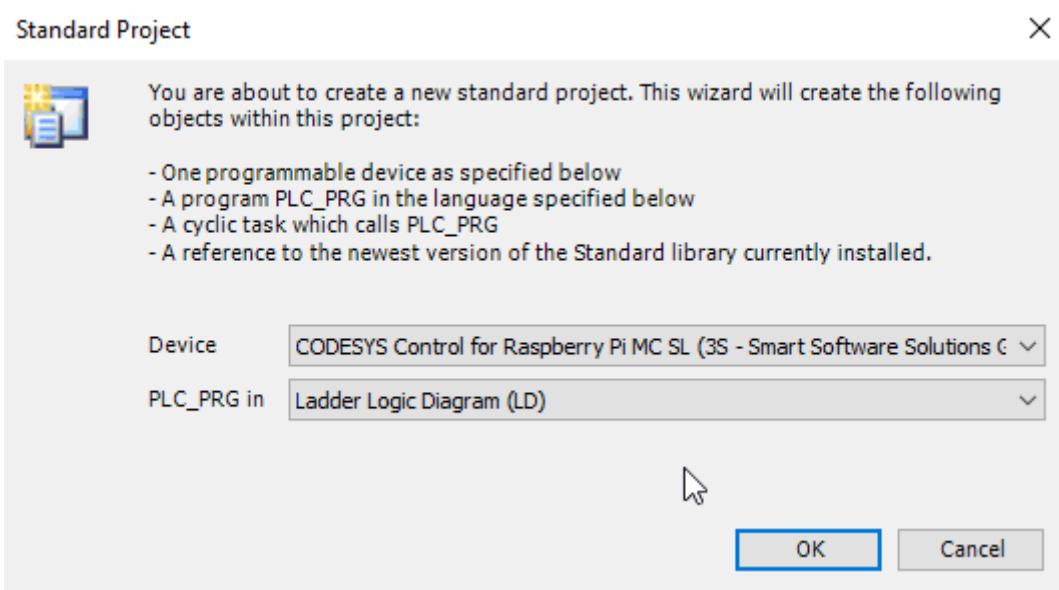 Standard Project
You are about to create a new standard project. This wizard will create the following
objects within this project:
- One programmable device as specified below
- A program PLC_PRG in the language specified below
- A cyclic task which calls PLC_PRG
- A reference to the newest version of the Standard library currently installed.
Device CODESYS Control for Raspberry Pi MC SL (3S - Smart Software Solutions G
PLC_PRG in Ladder Logic Diagram (LD)
OK Cancel